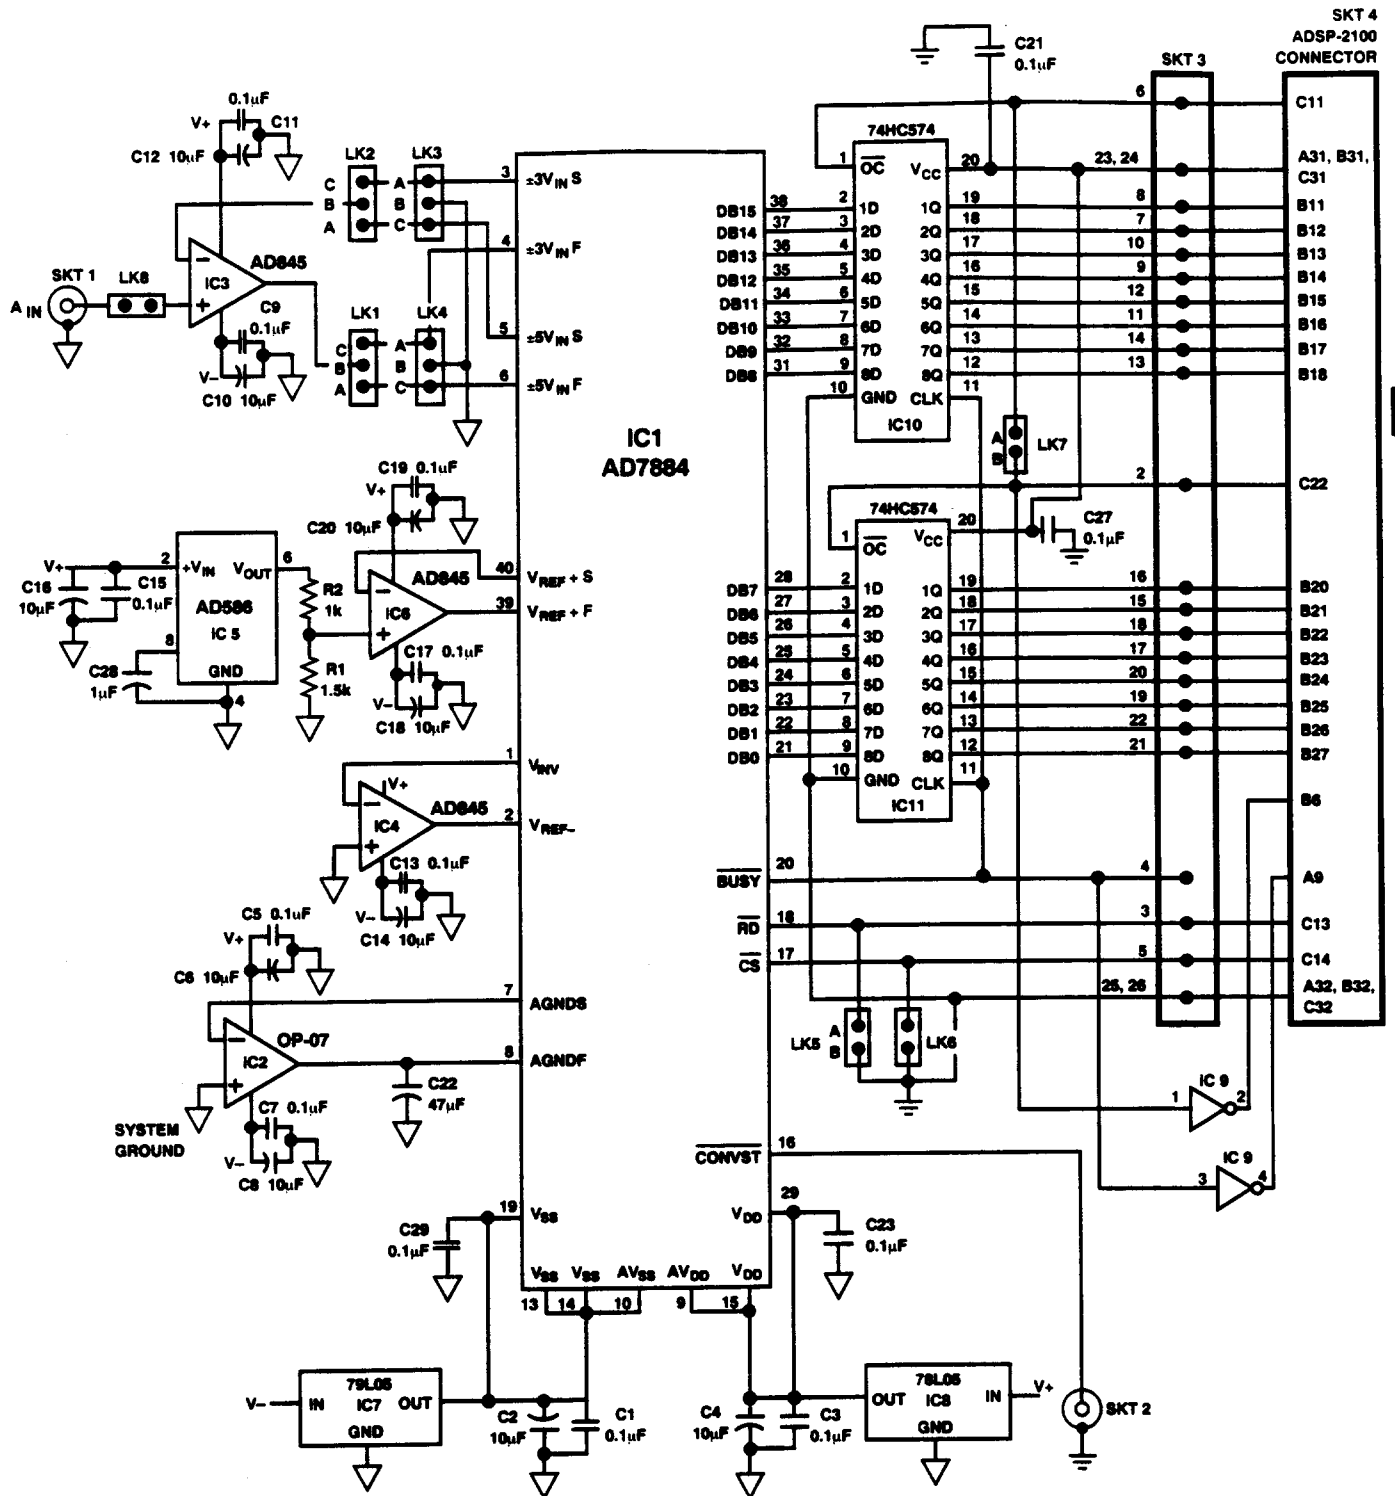 SKT 4
ADSP-2100
CONNECTOR
SKT 3
C21
0.1µF
6
C11
74HC574
1
OC
VCC
20
23, 24
A31, B31,
C31
DB15
38
2
1D
1Q
19
8
B11
DB14
37
3
2D
2Q
18
7
B12
DB13
36
4
3D
3Q
17
10
B13
DB12
35
5
4D
4Q
16
9
B14
DB11
34
6
5D
5Q
15
12
B15
DB10
33
7
6D
6Q
14
11
B16
DB9
32
8
7D
7Q
13
14
B17
DB8
31
9
8D
8Q
12
13
B18
10
GND
CLK
11
IC10
A
B
LK7
2
C22
74HC574
1
OC
VCC
20
C27
0.1µF
DB7
28
2
1D
1Q
19
16
B20
DB6
27
3
2D
2Q
18
15
B21
DB5
26
4
3D
3Q
17
18
B22
DB4
25
5
4D
4Q
16
17
B23
DB3
24
6
5D
5Q
15
20
B24
DB2
23
7
6D
6Q
14
19
B25
DB1
22
8
7D
7Q
13
22
B26
DB0
21
9
8D
8Q
12
21
B27
10
GND
CLK
11
IC11
B6
BUSY
20
4
A9
RD
18
3
C13
CS
17
5
C14
25, 26
A32, B32,
C32
LK5
A
B
LK6
1
IC 9
2
3
IC 9
4
CONVST
16
SKT 2
0.1µF
V+
C11
C12 10µF
LK2
LK3
C
B
A
A
B
C
3
±3VIN S
4
±3VIN F
5
±5VIN S
6
±5VIN F
SKT 1
A IN
LK8
−
+
IC3
AD845
C9
0.1µF
V−
C10 10µF
LK1
LK4
C
B
A
A
B
C
IC1
AD7884
C19 0.1µF
V+
C20 10µF
V+
C16
10µF
C15
0.1µF
2
+VIN
VOUT
6
AD586
IC 5
8
GND
4
C28
1µF
R2
1k
R1
1.5k
−
+
IC6
AD845
40
VREF + S
39
VREF + F
C17 0.1µF
V−
C18 10µF
1
VINV
−
+
V+
IC4
AD845
2
VREF−
C13 0.1µF
V−
C14 10µF
C5 0.1µF
V+
C6 10µF
7
AGNDS
−
+
IC2
OP-07
8
AGNDF
C22
47µF
SYSTEM
GROUND
C7 0.1µF
V−
C8 10µF
19
VSS
C29
0.1µF
VSS
VSS
AVSS
AVDD
VDD
13
14
10
9
15
VDD
29
C23
0.1µF
V−
IN
79L05
IC7
OUT
GND
C2
10µF
C1
0.1µF
C4
10µF
C3
0.1µF
OUT
78L05
IC8
IN
V+
GND